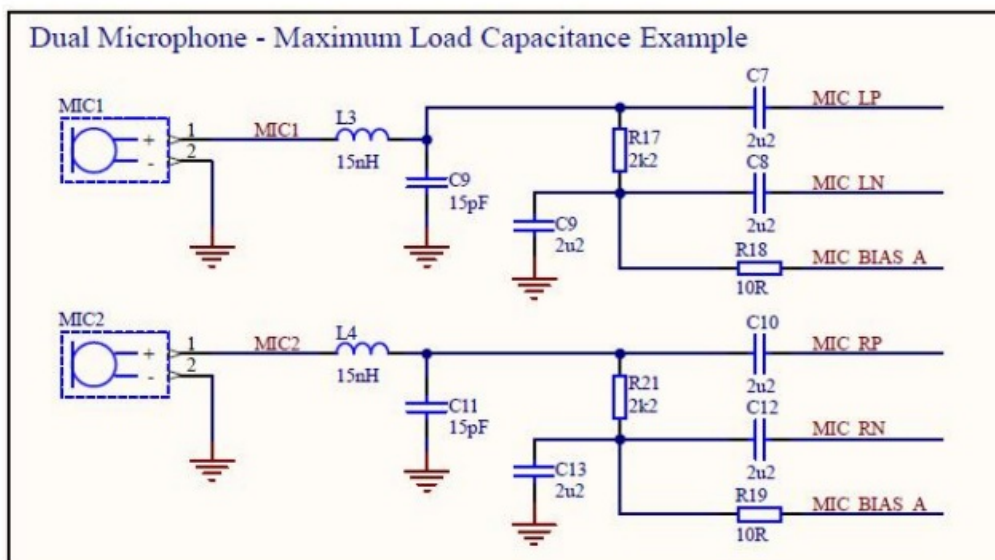 Dual Microphone - Maximum Load Capacitance Example
MIC1
+
-
1
2
MIC1
L3
15nH
C9
15pF
C9
2u2
R17
2k2
C7
2u2
MIC LP
C8
2u2
MIC LN
R18
10R
MIC BIAS A
MIC2
+
-
1
2
MIC2
L4
15nH
C11
15pF
C13
2u2
R21
2k2
C10
2u2
MIC RP
C12
2u2
MIC RN
R19
10R
MIC BIAS A